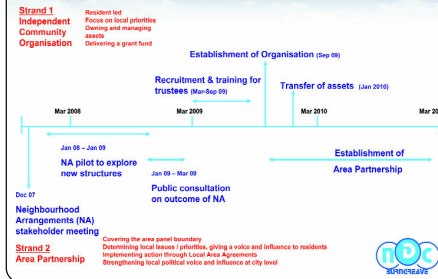 Strand 1
Independent
Community
Organisation
Resident led
Focus on local priorities
Owning and managing
assets
Delivering a grant fund
Establishment of Organisation (Sep 09)
Recruitment & training for
trustees (Mar-Sep 09)
Transfer of assets (Jan 2010)
Mar 2008
Mar 2009
Mar 2010
Mar 20
Jan 08 – Jan 09
NA pilot to explore
new structures
Jan 09 – Mar 09
Public consultation
on outcome of NA
Establishment of
Area Partnership
Dec 07
Neighbourhood
Arrangements (NA)
stakeholder meeting
Strand 2
Area Partnership
Covering the area panel boundary
Determining local issues / priorities, giving a voice and influence to residents
Implementing action through Local Area Agreements
Strengthening local political voice and influence at city level
nDC
BURNGREAVE